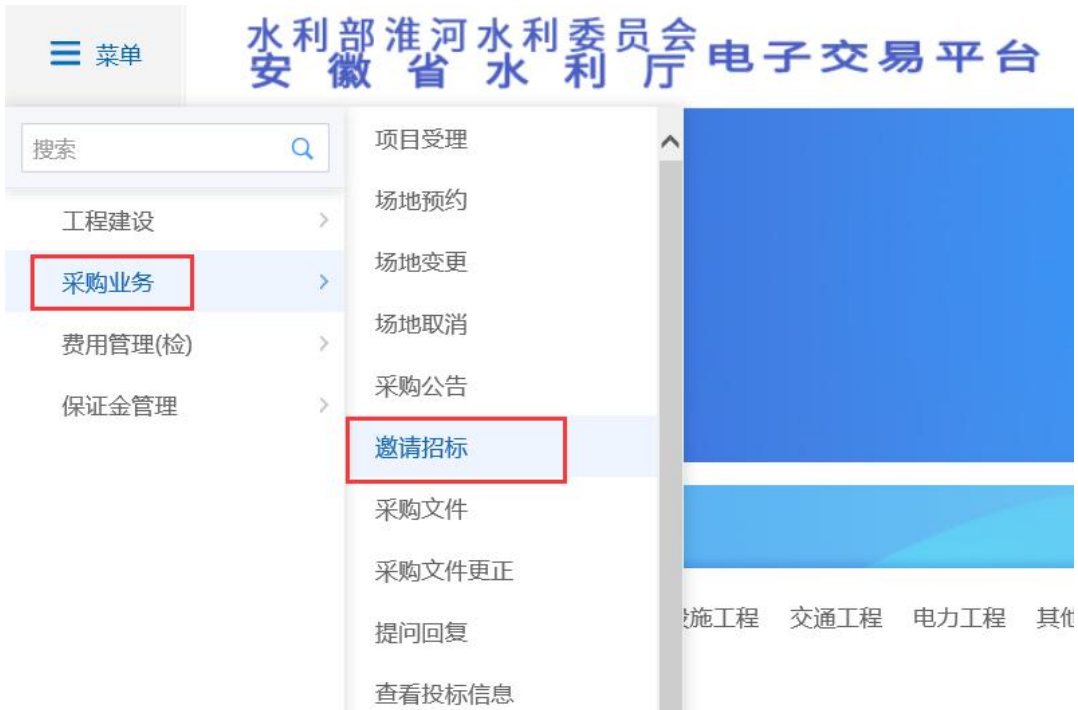 菜单
水利部淮河水利委员会
安徽省水利厅
电子交易平台
搜索
工程建设
采购业务
费用管理(检)
保证金管理
项目受理
场地预约
场地变更
场地取消
采购公告
邀请招标
采购文件
采购文件更正
提问回复
查看投标信息
施工程 交通工程 电力工程 其他